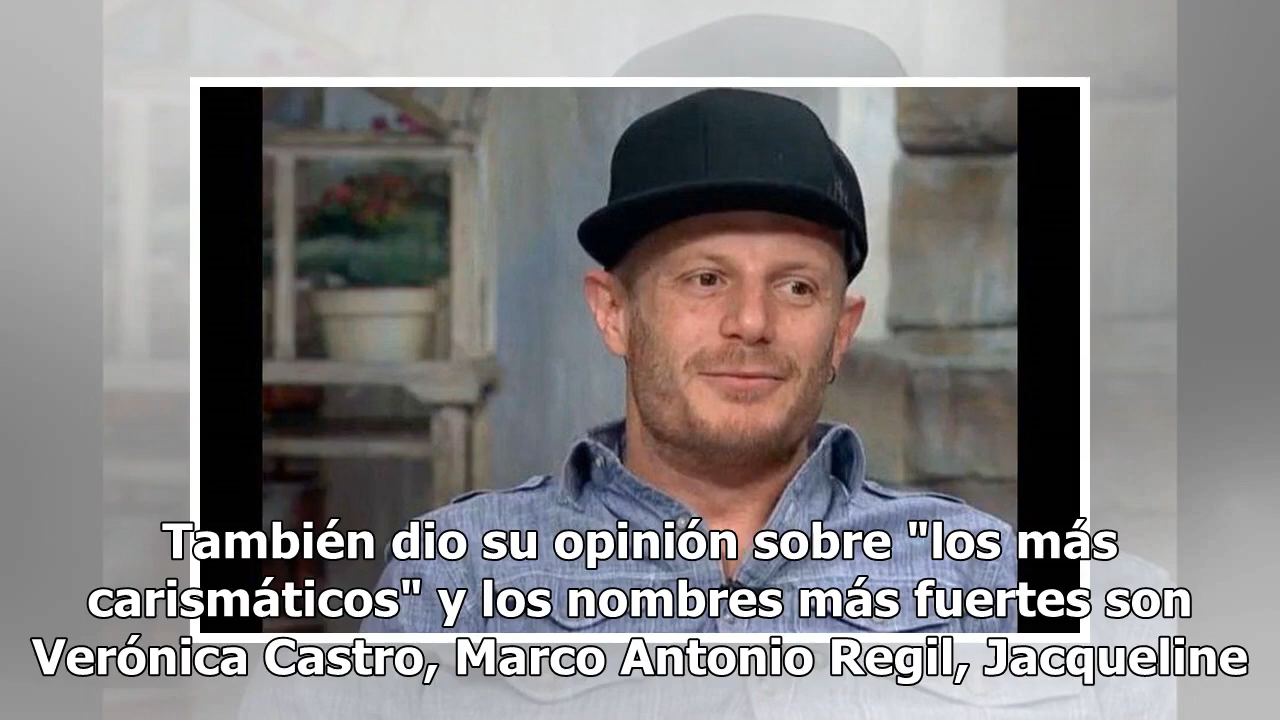 También dio su opinión sobre "los más
carismáticos" y los nombres más fuertes son
Verónica Castro, Marco Antonio Regil, Jacqueline